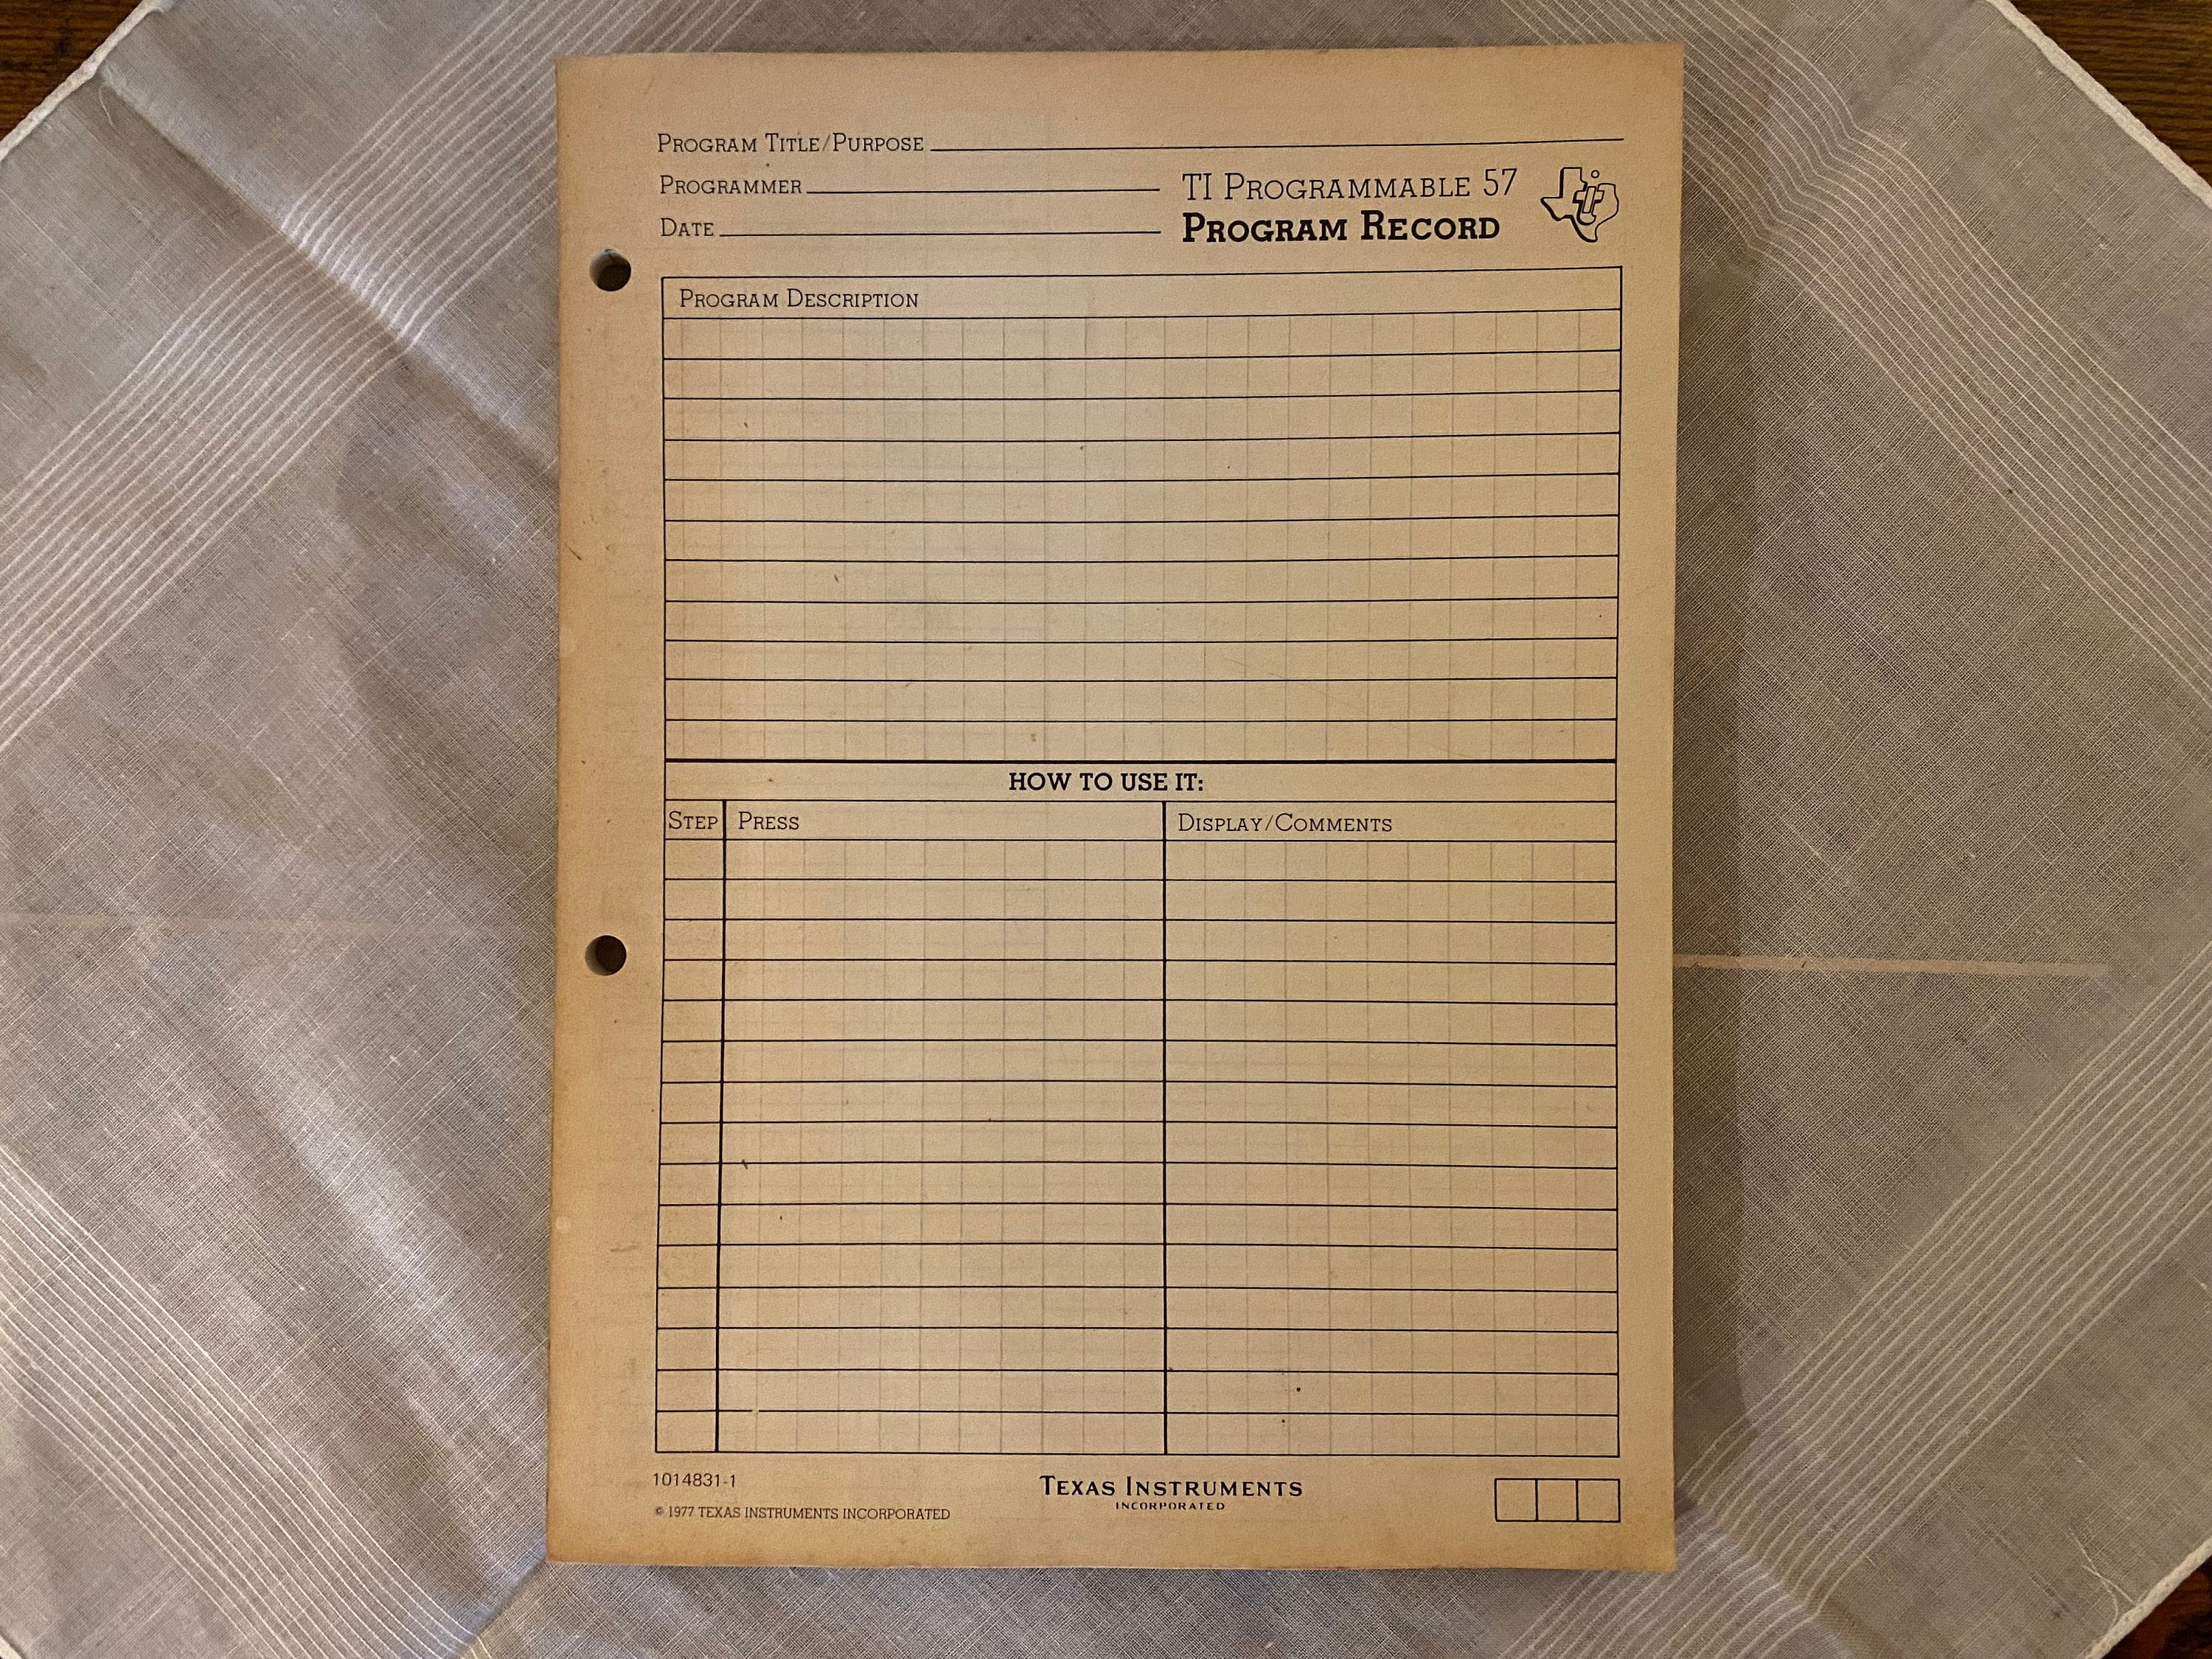 Program Title/Purpose
Programmer
TI Programmable 57
Date
Program Record
Program Description
HOW TO USE IT:
Step Press Display/Comments
1014831-1
Texas Instruments
INCORPORATED
© 1977 TEXAS INSTRUMENTS INCORPORATED